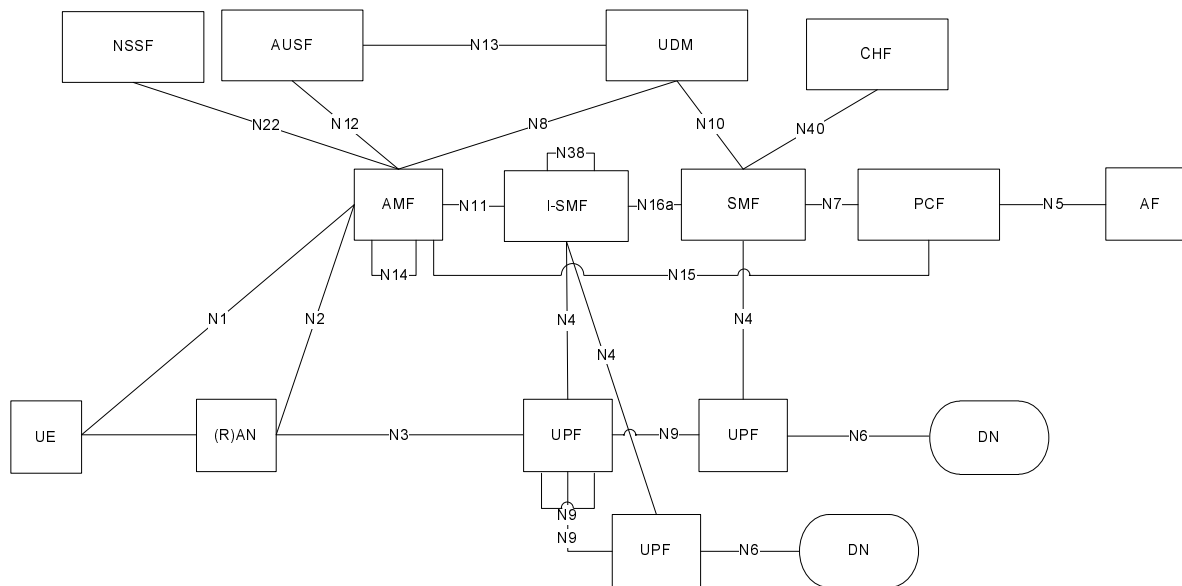 NSSF
AUSF
N13
UDM
CHF
N22
N12
N8
N10
N40
N38
AMF
N11
I-SMF
N16a
SMF
N7
PCF
N5
AF
N14
N15
N1
N2
N4
N4
N4
UE
(R)AN
N3
UPF
N9
UPF
N6
DN
N9
N9
UPF
N6
DN